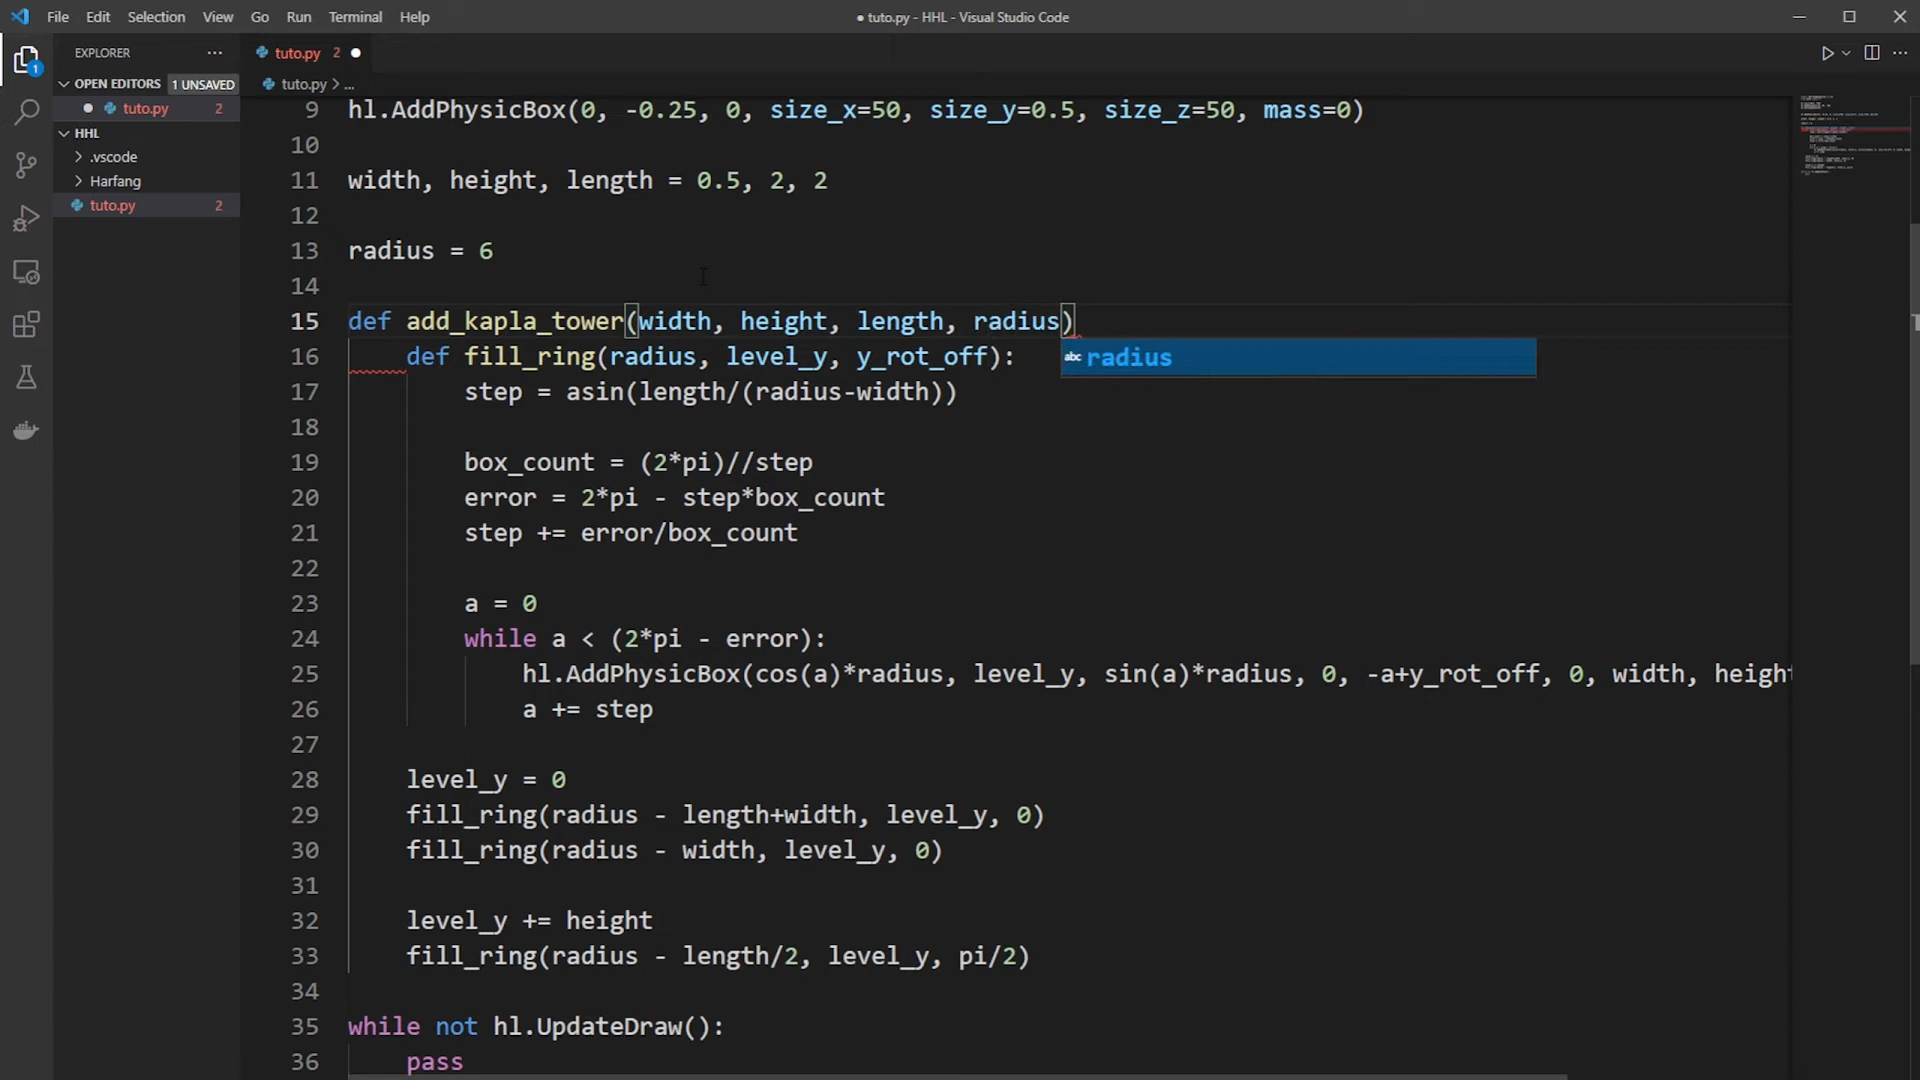 File Edit Selection View Go Run Terminal Help
● tuto.py - HHL - Visual Studio Code
EXPLORER ···
tuto.py 2 ●
OPEN EDITORS 1 UNSAVED
tuto.py > ...
● tuto.py 2
HHL
.vscode
Harfang
tuto.py 2
1
9 hl.AddPhysicBox(0, -0.25, 0, size_x=50, size_y=0.5, size_z=50, mass=0)
10
11 width, height, length = 0.5, 2, 2
12
13 radius = 6
14
15 def add_kapla_tower(width, height, length, radius)
abc radius
16 def fill_ring(radius, level_y, y_rot_off):
17 step = asin(length/(radius-width))
18
19 box_count = (2*pi)//step
20 error = 2*pi - step*box_count
21 step += error/box_count
22
23 a = 0
24 while a < (2*pi - error):
25 hl.AddPhysicBox(cos(a)*radius, level_y, sin(a)*radius, 0, -a+y_rot_off, 0, width, height
26 a += step
27
28 level_y = 0
29 fill_ring(radius - length+width, level_y, 0)
30 fill_ring(radius - width, level_y, 0)
31
32 level_y += height
33 fill_ring(radius - length/2, level_y, pi/2)
34
35 while not hl.UpdateDraw():
36 pass